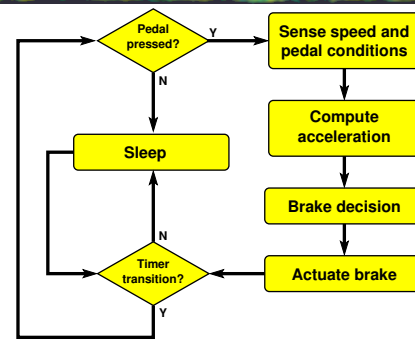 Pedal
pressed?
Y
Sense speed and
pedal conditions
N
Compute
acceleration
Sleep
Brake decision
N
Timer
transition?
Actuate brake
Y